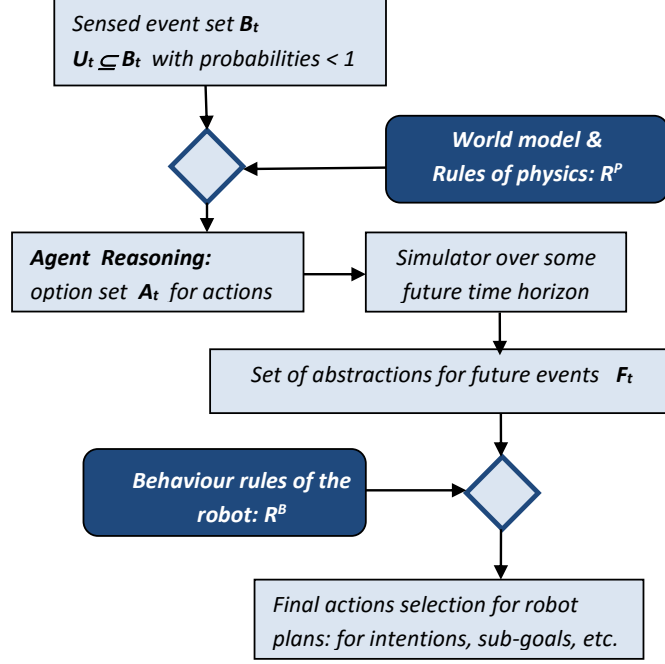 Sensed event set Bₜ
Uₜ ⊆ Bₜ with probabilities < 1
World model &
Rules of physics: Rᴾ
Agent Reasoning:
option set Aₜ for actions
Simulator over some
future time horizon
Set of abstractions for future events Fₜ
Behaviour rules of the
robot: Rᴮ
Final actions selection for robot
plans: for intentions, sub-goals, etc.